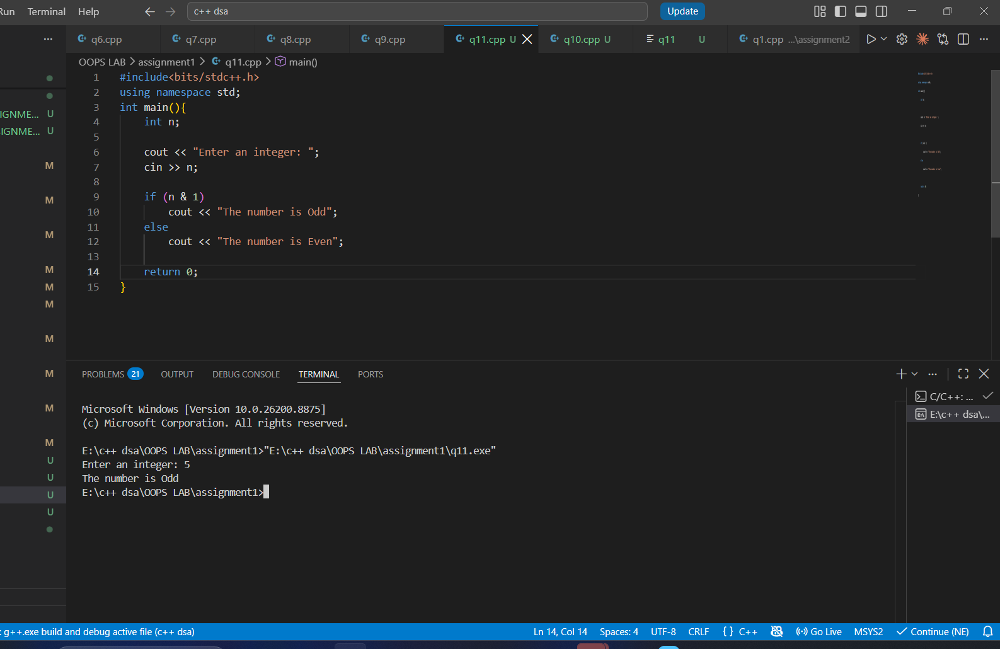 Run Terminal Help c++ dsa Update
q6.cpp q7.cpp q8.cpp q9.cpp q11.cpp U q10.cpp U q11 U q1.cpp ...\assignment2
OOPS LAB > assignment1 > q11.cpp > main()
1 #include<bits/stdc++.h>
2 using namespace std;
3 int main(){
4 int n;
5
6 cout << "Enter an integer: ";
7 cin >> n;
8
9 if (n & 1)
10 cout << "The number is Odd";
11 else
12 cout << "The number is Even";
13
14 return 0;
15 }
IGNME... U
IGNME... U
M
M
M
M
M
M
M
M
M
M
U
U
U
U
PROBLEMS 21 OUTPUT DEBUG CONSOLE TERMINAL PORTS
Microsoft Windows [Version 10.0.26200.8875]
(c) Microsoft Corporation. All rights reserved.
E:\c++ dsa\OOPS LAB\assignment1>"E:\c++ dsa\OOPS LAB\assignment1\q11.exe"
Enter an integer: 5
The number is Odd
E:\c++ dsa\OOPS LAB\assignment1>
C/C++: ...
E:\c++ dsa\...
: g++.exe build and debug active file (c++ dsa) Ln 14, Col 14 Spaces: 4 UTF-8 CRLF {} C++ Go Live MSYS2 Continue (NE)